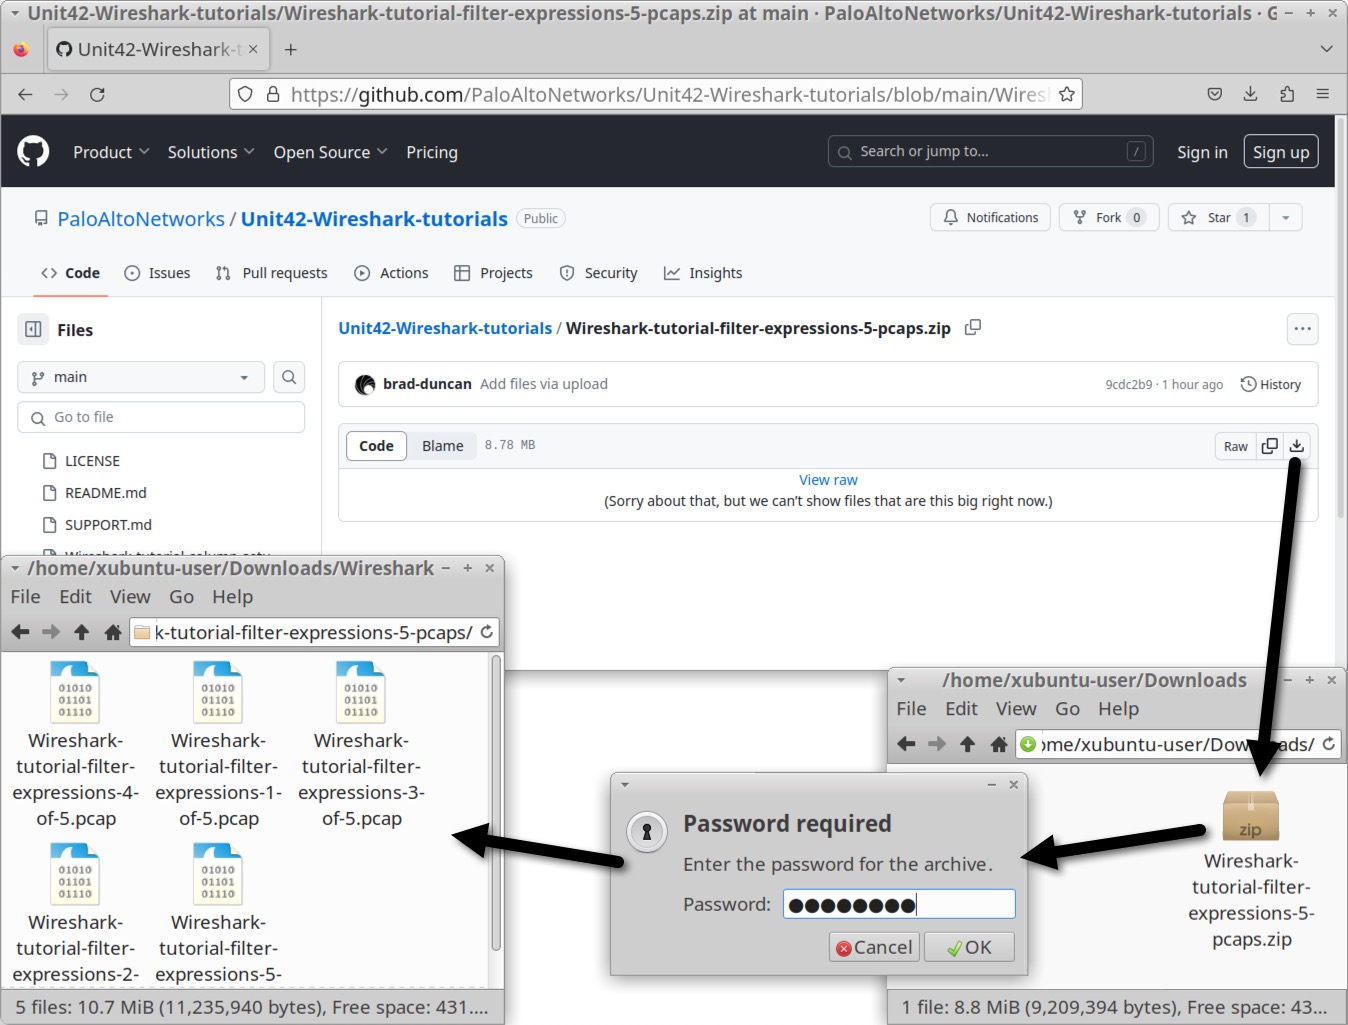 Unit42-Wireshark-tutorials/Wireshark-tutorial-filter-expressions-5-pcaps.zip at main · PaloAltoNetworks/Unit42-Wireshark-tutorials · G
Unit42-Wireshark-t
https://github.com/PaloAltoNetworks/Unit42-Wireshark-tutorials/blob/main/Wires
Product Solutions Open Source Pricing Search or jump to... / Sign in Sign up
PaloAltoNetworks / Unit42-Wireshark-tutorials Public Notifications Fork 0 Star 1
Code Issues Pull requests Actions Projects Security Insights
Files
main
Go to file
LICENSE
README.md
SUPPORT.md
Unit42-Wireshark-tutorials / Wireshark-tutorial-filter-expressions-5-pcaps.zip
brad-duncan Add files via upload 9cdc2b9 · 1 hour ago History
Code Blame 8.78 MB Raw
View raw
(Sorry about that, but we can't show files that are this big right now.)
/home/xubuntu-user/Downloads/Wireshark
File Edit View Go Help
k-tutorial-filter-expressions-5-pcaps/
01010
01101
01110
Wireshark-
tutorial-filter-
expressions-4-
of-5.pcap
01010
01101
01110
Wireshark-
tutorial-filter-
expressions-1-
of-5.pcap
01010
01101
01110
Wireshark-
tutorial-filter-
expressions-3-
of-5.pcap
01010
01101
01110
Wireshark-
tutorial-filter-
expressions-2-
01010
01101
01110
Wireshark-
tutorial-filter-
expressions-5-
5 files: 10.7 MiB (11,235,940 bytes), Free space: 431....
Password required
Enter the password for the archive.
Password: ●●●●●●●●
Cancel OK
/home/xubuntu-user/Downloads
File Edit View Go Help
ome/xubuntu-user/Dow ads/
zip
Wireshark-
tutorial-filter-
expressions-5-
pcaps.zip
1 file: 8.8 MiB (9,209,394 bytes), Free space: 43...